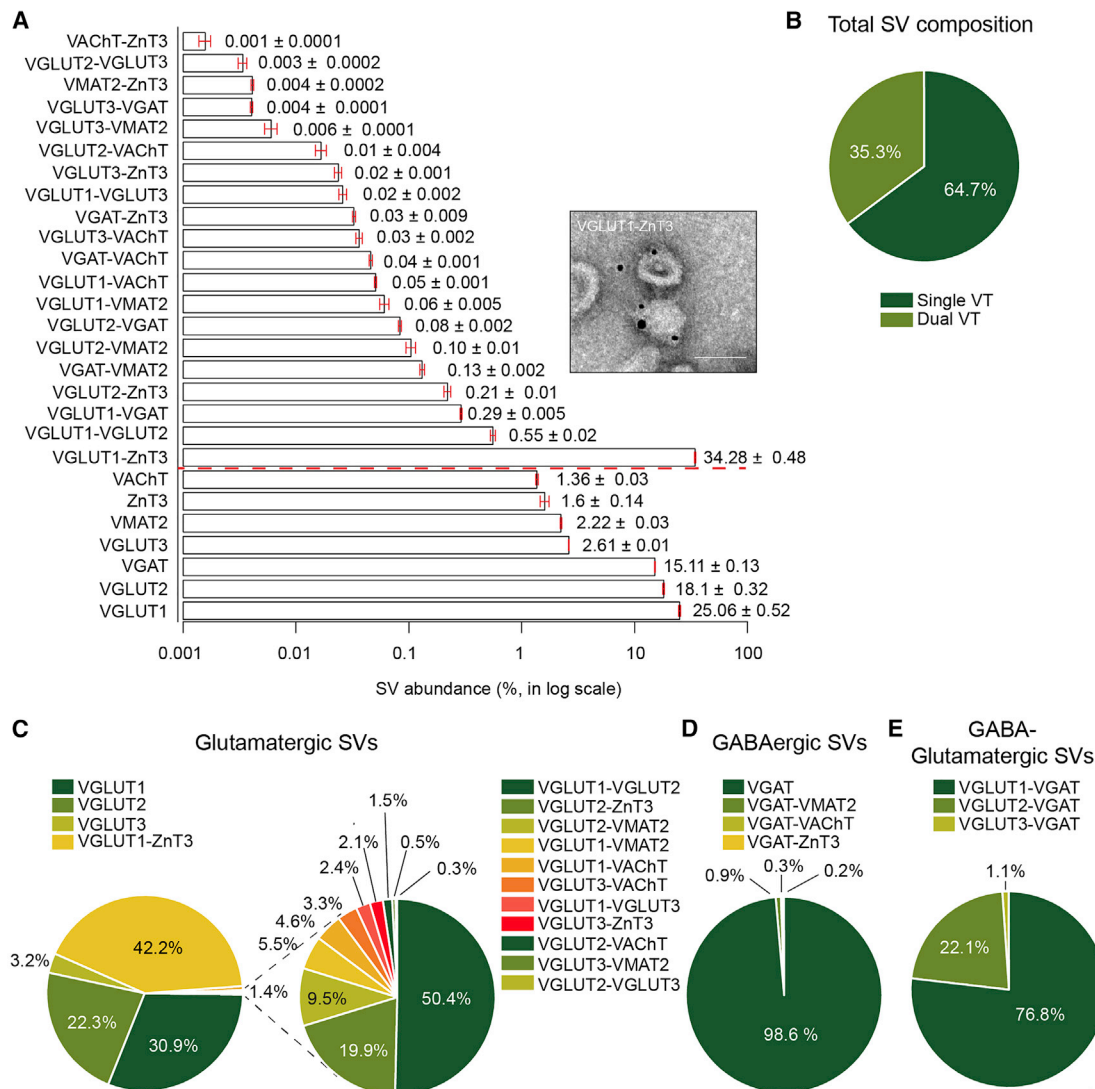 A
VAChT-ZnT3 0.001 ± 0.0001
VGLUT2-VGLUT3 0.003 ± 0.0002
VMAT2-ZnT3 0.004 ± 0.0002
VGLUT3-VGAT 0.004 ± 0.0001
VGLUT3-VMAT2 0.006 ± 0.0001
VGLUT2-VAChT 0.01 ± 0.004
VGLUT3-ZnT3 0.02 ± 0.001
VGLUT1-VGLUT3 0.02 ± 0.002
VGAT-ZnT3 0.03 ± 0.009
VGLUT3-VAChT 0.03 ± 0.002
VGAT-VAChT 0.04 ± 0.001
VGLUT1-VAChT 0.05 ± 0.001
VGLUT1-VMAT2 0.06 ± 0.005
VGLUT2-VGAT 0.08 ± 0.002
VGLUT2-VMAT2 0.10 ± 0.01
VGAT-VMAT2 0.13 ± 0.002
VGLUT2-ZnT3 0.21 ± 0.01
VGLUT1-VGAT 0.29 ± 0.005
VGLUT1-VGLUT2 0.55 ± 0.02
VGLUT1-ZnT3 34.28 ± 0.48
VAChT 1.36 ± 0.03
ZnT3 1.6 ± 0.14
VMAT2 2.22 ± 0.03
VGLUT3 2.61 ± 0.01
VGAT 15.11 ± 0.13
VGLUT2 18.1 ± 0.32
VGLUT1 25.06 ± 0.52
0.001 0.01 0.1 1 10 100
SV abundance (%, in log scale)
VGLUT1-ZnT3
B
Total SV composition
35.3%
64.7%
Single VT
Dual VT
C
Glutamatergic SVs
VGLUT1
VGLUT2
VGLUT3
VGLUT1-ZnT3
42.2%
3.2%
22.3%
30.9%
1.4%
1.5%
2.1%
0.5%
2.4%
0.3%
3.3%
4.6%
5.5%
9.5%
19.9%
50.4%
VGLUT1-VGLUT2
VGLUT2-ZnT3
VGLUT2-VMAT2
VGLUT1-VMAT2
VGLUT1-VAChT
VGLUT3-VAChT
VGLUT1-VGLUT3
VGLUT3-ZnT3
VGLUT2-VAChT
VGLUT3-VMAT2
VGLUT2-VGLUT3
D
GABAergic SVs
VGAT
VGAT-VMAT2
VGAT-VAChT
VGAT-ZnT3
0.9%
0.3%
0.2%
98.6 %
E
GABA-
Glutamatergic SVs
VGLUT1-VGAT
VGLUT2-VGAT
VGLUT3-VGAT
1.1%
22.1%
76.8%